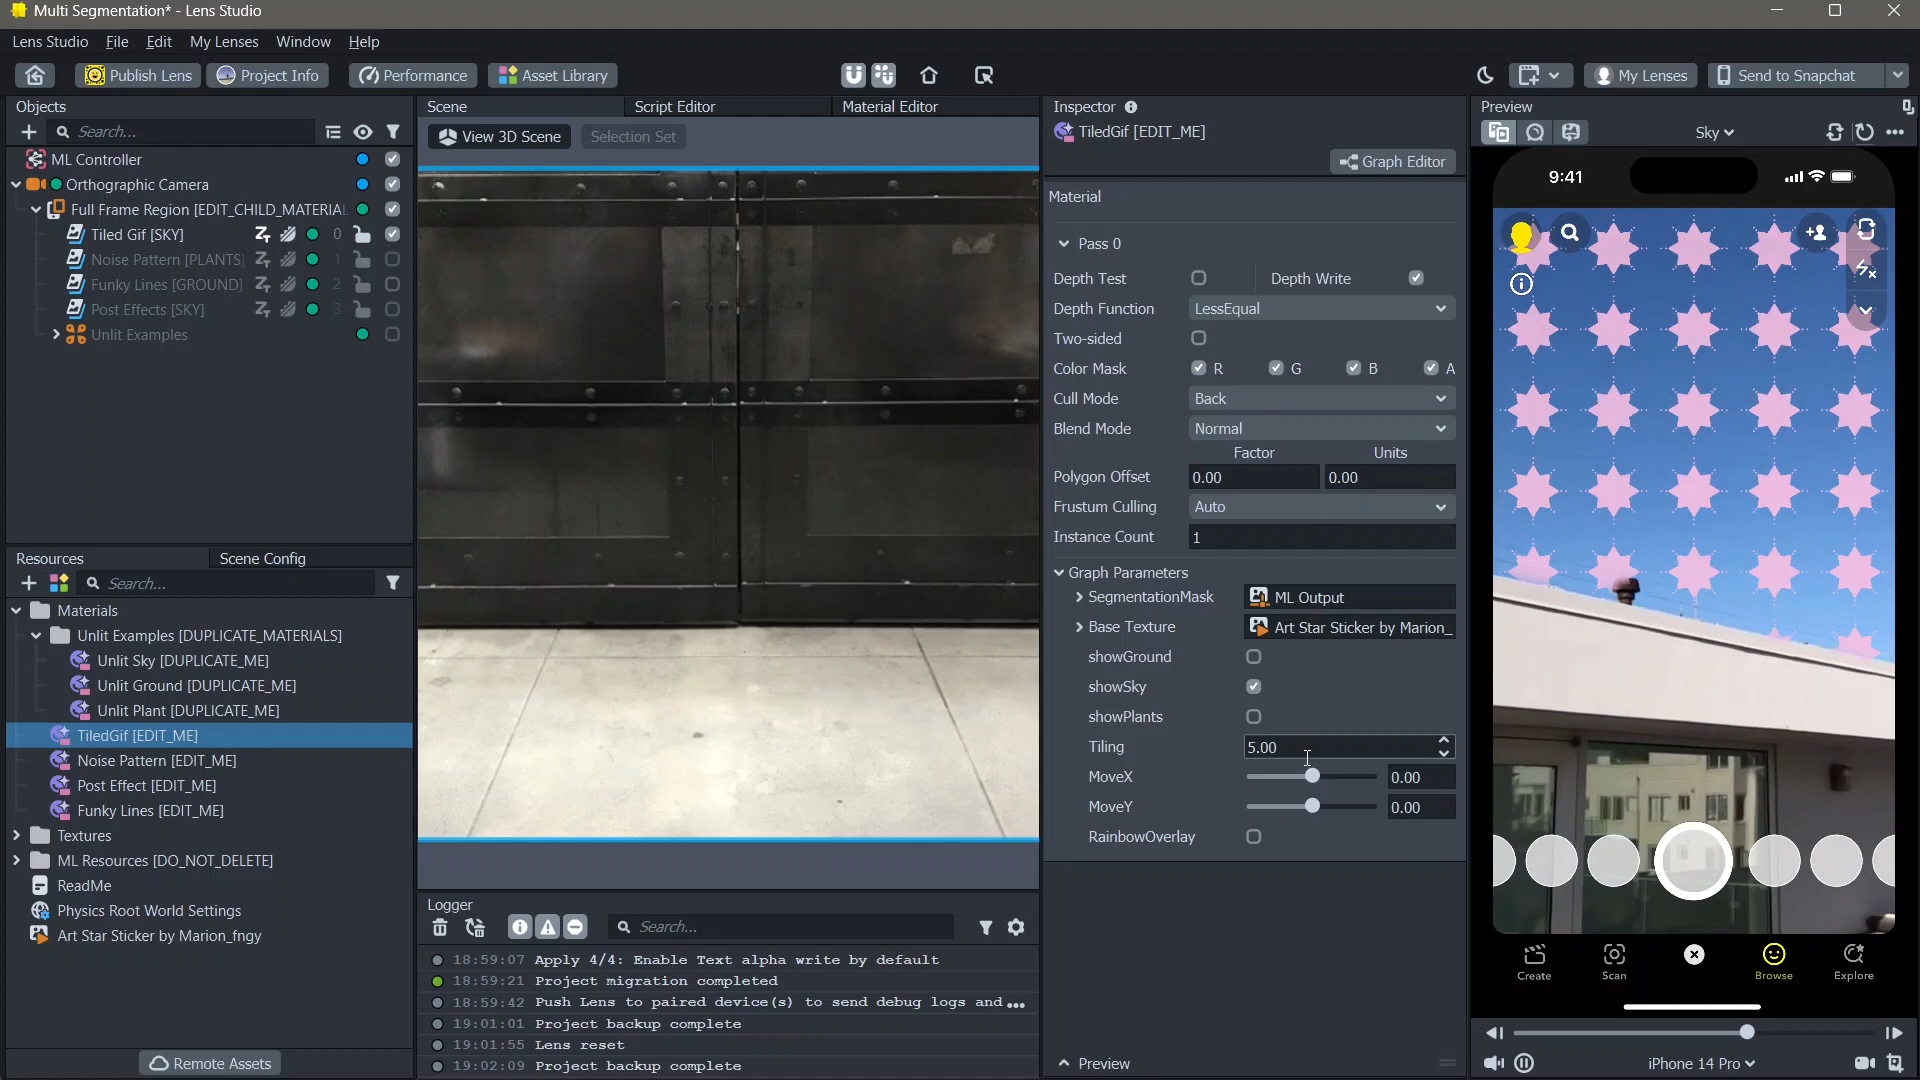 Multi Segmentation* - Lens Studio
Lens Studio File Edit My Lenses Window Help
Publish Lens Project Info Performance Asset Library My Lenses Send to Snapchat
Objects
Search...
ML Controller
Orthographic Camera
Full Frame Region [EDIT_CHILD_MATERIAL
Tiled Gif [SKY] 0
Noise Pattern [PLANTS] 1
Funky Lines [GROUND] 2
Post Effects [SKY] 3
Unlit Examples
Resources Scene Config
Search...
Materials
Unlit Examples [DUPLICATE_MATERIALS]
Unlit Sky [DUPLICATE_ME]
Unlit Ground [DUPLICATE_ME]
Unlit Plant [DUPLICATE_ME]
TiledGif [EDIT_ME]
Noise Pattern [EDIT_ME]
Post Effect [EDIT_ME]
Funky Lines [EDIT_ME]
Textures
ML Resources [DO_NOT_DELETE]
ReadMe
Physics Root World Settings
Art Star Sticker by Marion_fngy
Remote Assets
Scene Script Editor Material Editor
View 3D Scene Selection Set
Logger
Search...
18:59:07 Apply 4/4: Enable Text alpha write by default
18:59:21 Project migration completed
18:59:42 Push Lens to paired device(s) to send debug logs and •••
19:01:01 Project backup complete
19:01:55 Lens reset
19:02:09 Project backup complete
Inspector
TiledGif [EDIT_ME]
Graph Editor
Material
Pass 0
Depth Test Depth Write
Depth Function LessEqual
Two-sided
Color Mask R G B A
Cull Mode Back
Blend Mode Normal
Factor Units
Polygon Offset 0.00 0.00
Frustum Culling Auto
Instance Count 1
Graph Parameters
SegmentationMask ML Output
Base Texture Art Star Sticker by Marion_
showGround
showSky
showPlants
Tiling 5.00
MoveX 0.00
MoveY 0.00
RainbowOverlay
Preview
Preview
Sky
9:41
Create Scan Browse Explore
iPhone 14 Pro